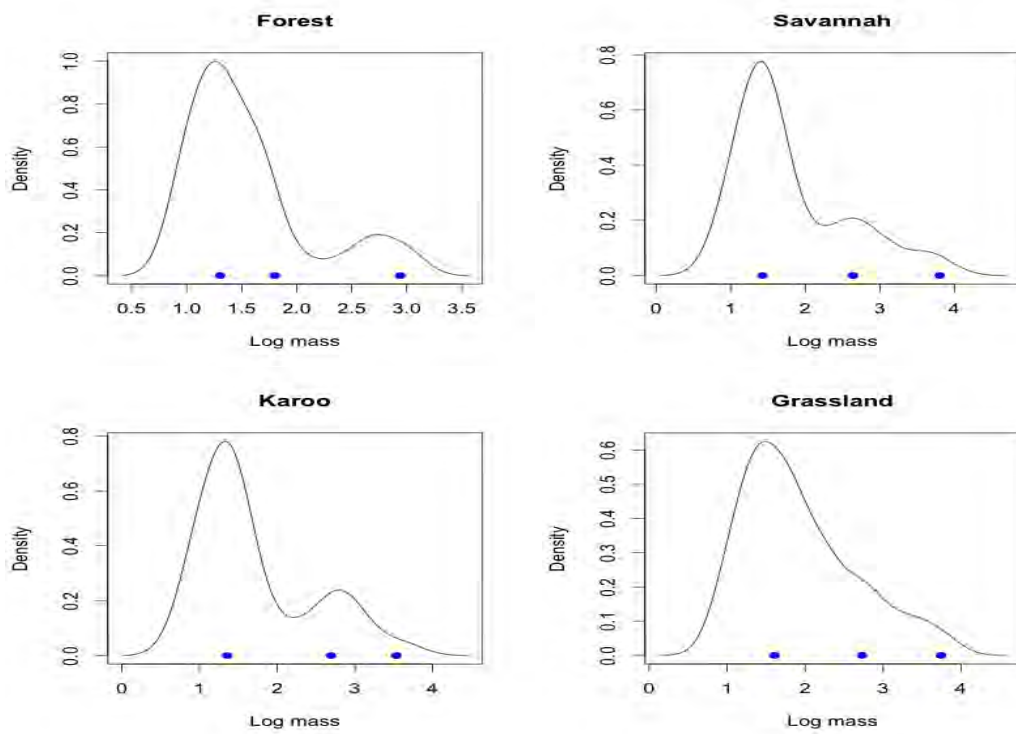 Forest
Density
0.0 0.2 0.4 0.6 0.8 1.0
0.5 1.0 1.5 2.0 2.5 3.0 3.5
Log mass
Savannah
Density
0.0 0.2 0.4 0.6 0.8
0 1 2 3 4
Log mass
Karoo
Density
0.0 0.2 0.4 0.6 0.8
0 1 2 3 4
Log mass
Grassland
Density
0.0 0.1 0.2 0.3 0.4 0.5 0.6
0 1 2 3 4
Log mass